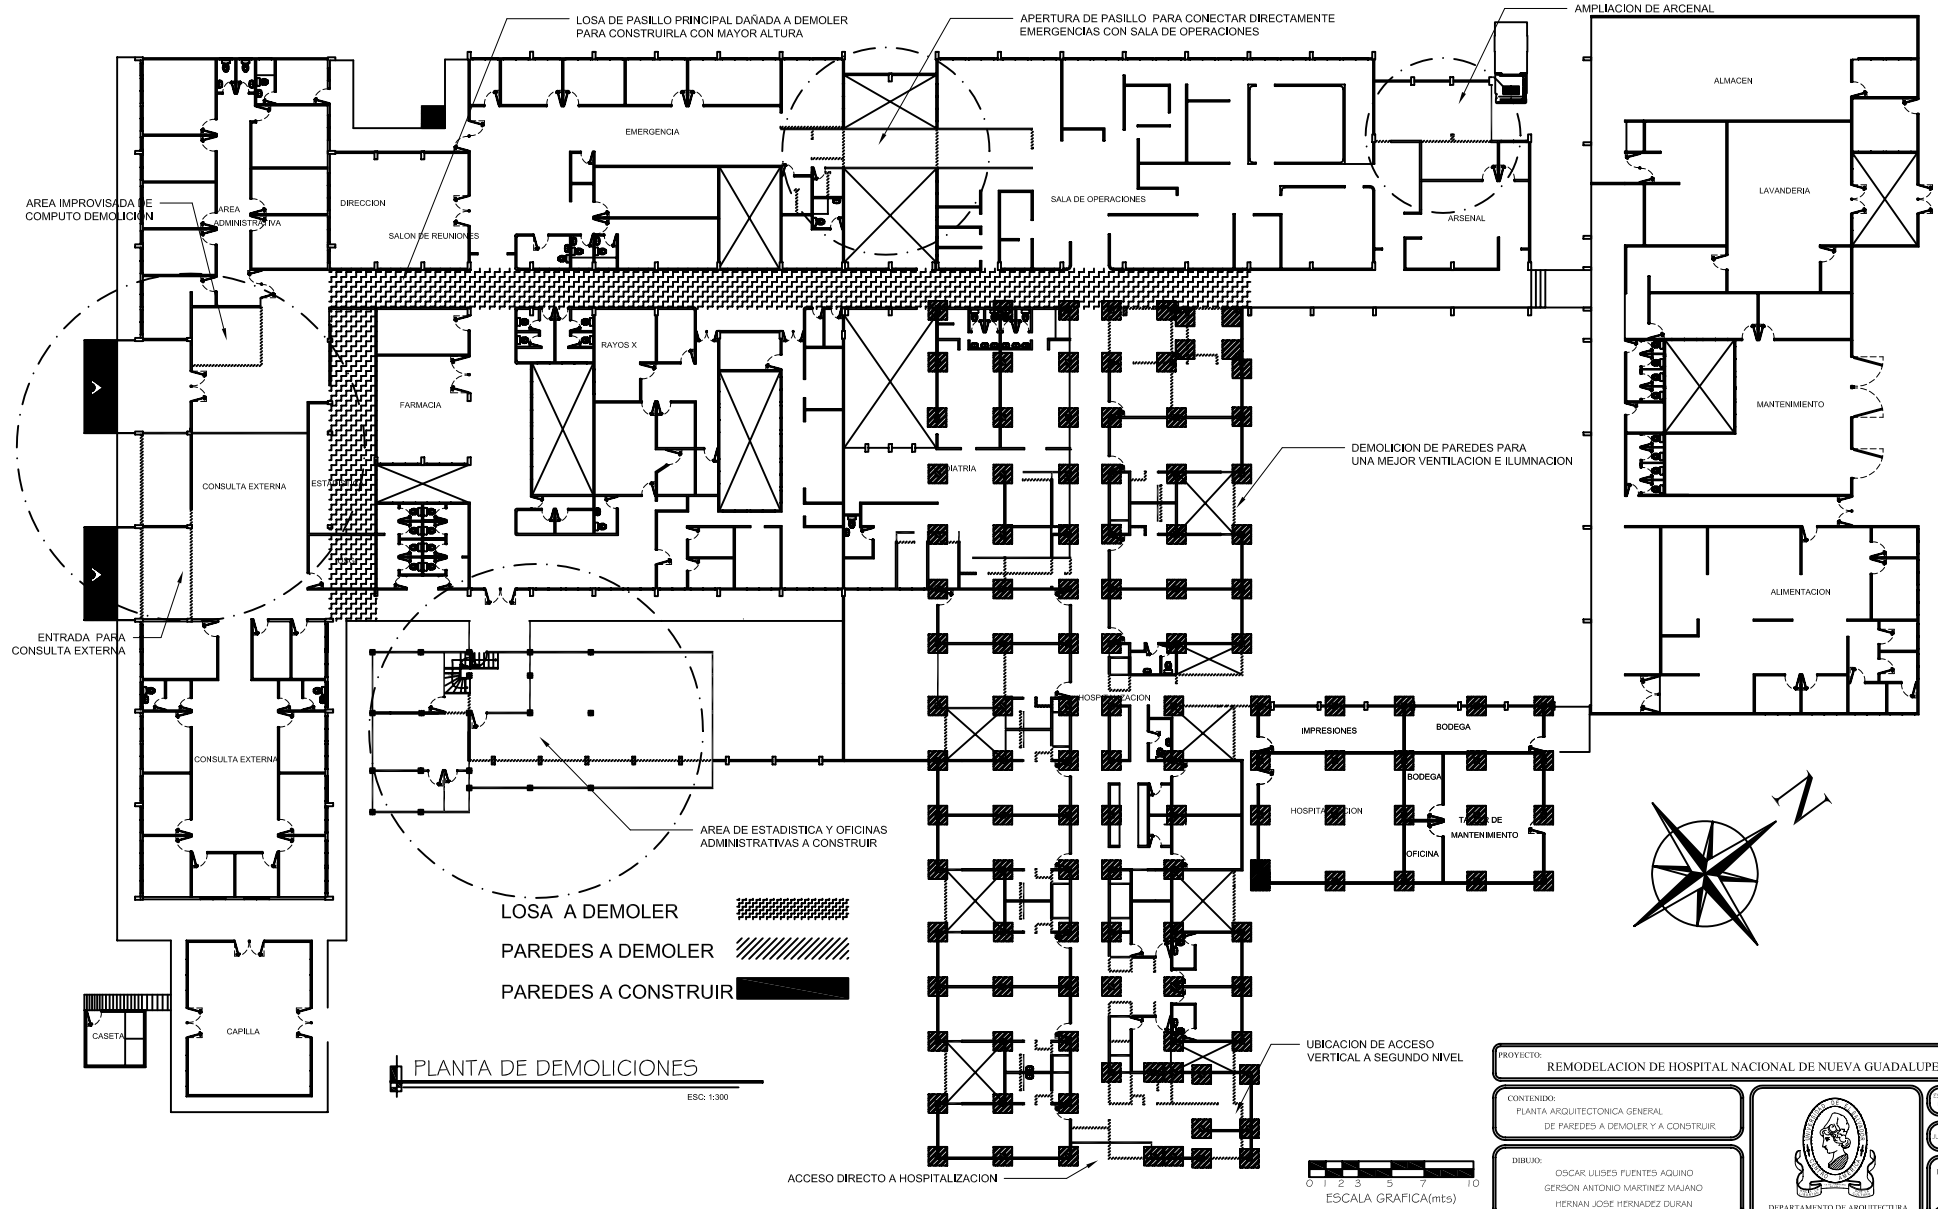 LOSA DE PASILLO PRINCIPAL DAÑADA A DEMOLER
PARA CONSTRUIRLA CON MAYOR ALTURA
APERTURA DE PASILLO PARA CONECTAR DIRECTAMENTE
EMERGENCIAS CON SALA DE OPERACIONES
AMPLIACION DE ARCENAL
ALMACEN
EMERGENCIA
LAVANDERIA
AREA IMPROVISADA DE
COMPUTO DEMOLICION
AREA
ADMINISTRATIVA
DIRECCION
SALON DE REUNIONES
SALA DE OPERACIONES
ARSENAL
RAYOS X
FARMACIA
MANTENIMIENTO
DEMOLICION DE PAREDES PARA
UNA MEJOR VENTILACION E ILUMNACION
CONSULTA EXTERNA
ALIMENTACION
ENTRADA PARA
CONSULTA EXTERNA
HOSPITALIZACION
IMPRESIONES
BODEGA
CONSULTA EXTERNA
BODEGA
HOSPITALIZACION
TALLER DE
MANTENIMIENTO
OFICINA
N
AREA DE ESTADISTICA Y OFICINAS
ADMINISTRATIVAS A CONSTRUIR
LOSA A DEMOLER
PAREDES A DEMOLER
PAREDES A CONSTRUIR
CASETA
CAPILLA
PLANTA DE DEMOLICIONES
ESC: 1:300
UBICACION DE ACCESO
VERTICAL A SEGUNDO NIVEL
ACCESO DIRECTO A HOSPITALIZACION
0 1 2 3 5 7 10
ESCALA GRAFICA(mts)
PROYECTO:
REMODELACION DE HOSPITAL NACIONAL DE NUEVA GUADALUPE
CONTENIDO:
PLANTA ARQUITECTONICA GENERAL
DE PAREDES A DEMOLER Y A CONSTRUIR
DIBUJO:
OSCAR ULISES FUENTES AQUINO
GERSON ANTONIO MARTINEZ MAJANO
HERNAN JOSE HERNADEZ DURAN
DEPARTAMENTO DE ARQUITECTURA